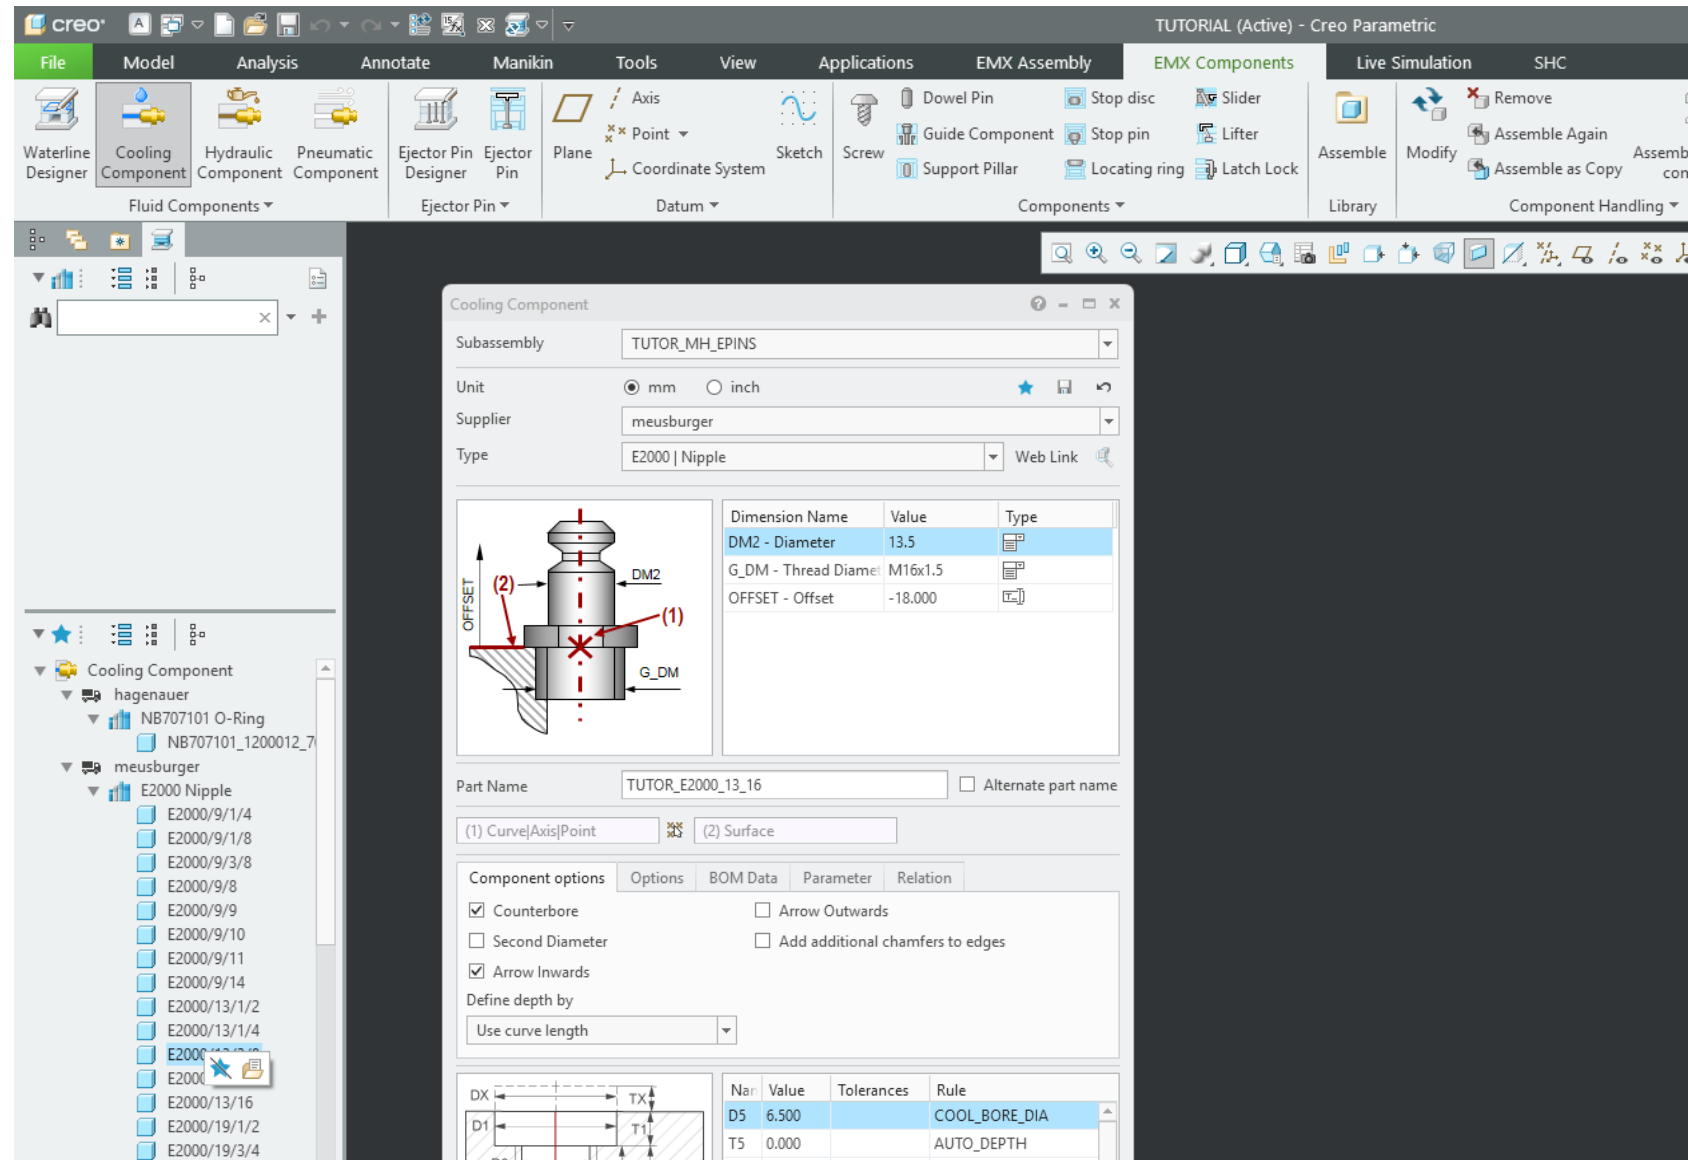 creo·
TUTORIAL (Active) - Creo Parametric
File Model Analysis Annotate Manikin Tools View Applications EMX Assembly EMX Components Live Simulation SHC
Waterline Designer
Cooling Component
Hydraulic Component
Pneumatic Component
Fluid Components
Ejector Pin Designer
Ejector Pin
Ejector Pin
Plane
Axis
Point
Coordinate System
Sketch
Datum
Screw
Dowel Pin
Guide Component
Support Pillar
Stop disc
Stop pin
Locating ring
Slider
Lifter
Latch Lock
Components
Assemble
Library
Modify
Remove
Assemble Again
Assemble as Copy
Assemb
con
Component Handling
Cooling Component
hagenauer
NB707101 O-Ring
NB707101_1200012_7
meusburger
E2000 Nipple
E2000/9/1/4
E2000/9/1/8
E2000/9/3/8
E2000/9/8
E2000/9/9
E2000/9/10
E2000/9/11
E2000/9/14
E2000/13/1/2
E2000/13/1/4
E2000
E2000
E2000/13/16
E2000/19/1/2
E2000/19/3/4
Cooling Component
Subassembly TUTOR_MH_EPINS
Unit mm inch
Supplier meusburger
Type E2000 | Nipple Web Link
OFFSET
(2)
DM2
(1)
G_DM
Dimension Name Value Type
DM2 - Diameter 13.5
G_DM - Thread Diamet M16x1.5
OFFSET - Offset -18.000
Part Name TUTOR_E2000_13_16 Alternate part name
(1) Curve|Axis|Point (2) Surface
Component options Options BOM Data Parameter Relation
Counterbore Arrow Outwards
Second Diameter Add additional chamfers to edges
Arrow Inwards
Define depth by
Use curve length
DX TX
D1 T1
Nan Value Tolerances Rule
D5 6.500 COOL_BORE_DIA
T5 0.000 AUTO_DEPTH